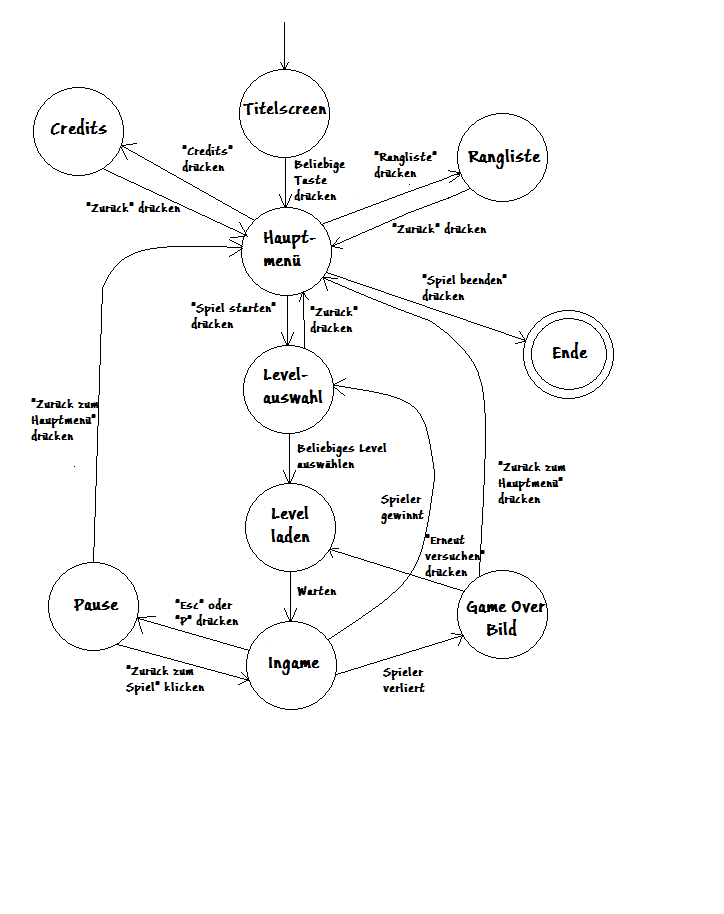 Titelscreen
Credits
"Credits"
drücken
Beliebige
Taste
drücken
"Rangliste"
drücken
Rangliste
"Zurück" drücken
"Zurück" drücken
Haupt-
menü
"Spiel beenden"
drücken
"Spiel starten"
drücken
"Zurück"
drücken
Ende
Level-
auswahl
"Zurück zum
Hauptmenü"
drücken
Beliebiges Level
auswählen
"Zurück zum
Hauptmenü"
drücken
Spieler
gewinnt
Level
laden
"Erneut
versuchen"
drücken
Warten
Pause
"Esc" oder
"P" drücken
Game Over
Bild
Ingame
"Zurück zum
Spiel" klicken
Spieler
verliert